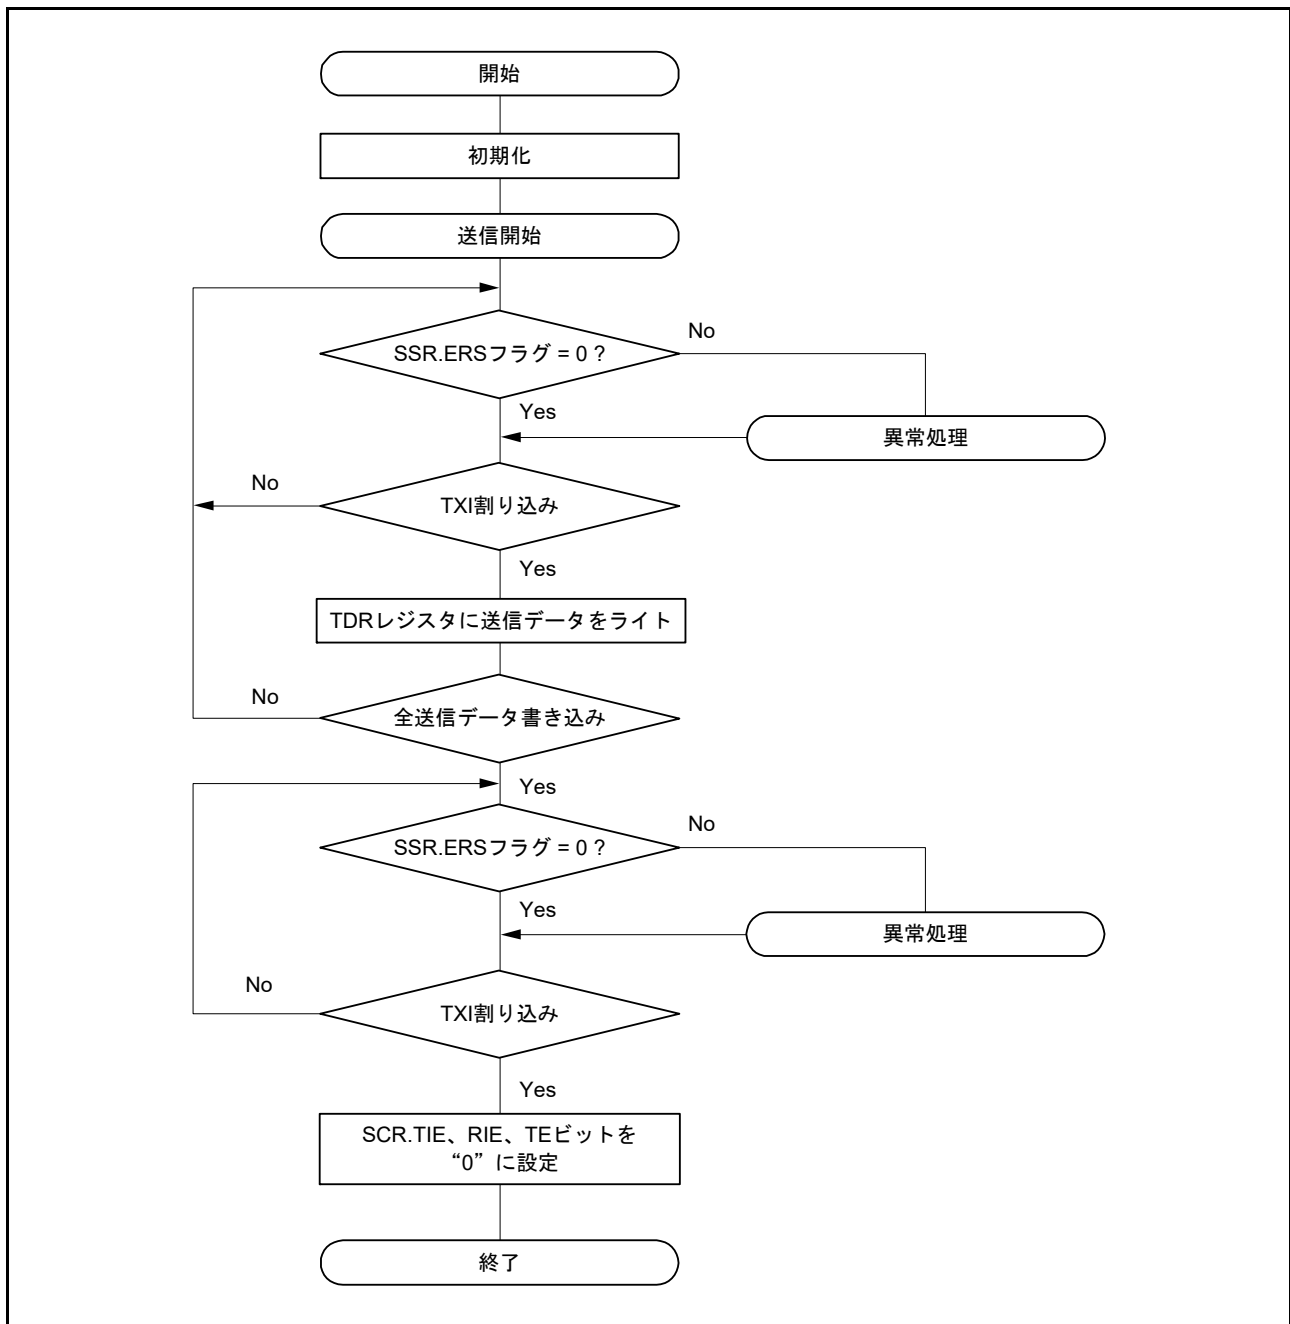 開始
初期化
送信開始
SSR.ERSフラグ = 0 ?
No
Yes
異常処理
No
TXI割り込み
Yes
TDRレジスタに送信データをライト
No
全送信データ書き込み
Yes
SSR.ERSフラグ = 0 ?
No
Yes
異常処理
No
TXI割り込み
Yes
SCR.TIE、RIE、TEビットを
“0”に設定
終了